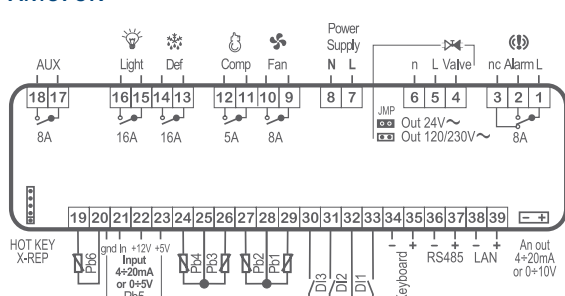 Power
Supply
AUX Light Def Comp Fan N L n L Valve nc Alarm L
18 17 16 15 14 13 12 11 10 9 8 7 6 5 4 3 2 1
JMP
Out 24V~
Out 120/230V~
8A 16A 16A 5A 8A 8A
19 20 21 22 23 24 25 26 27 28 29 30 31 32 33 34 35 36 37 38 39 - +
HOT KEY
X-REP
Pb6
gnd In +12V +5V
Input
4÷20mA
or 0÷5V
Pb5
Pb4
Pb3
Pb2
Pb1
DI3
DI2
DI1
- +
Keyboard
- +
RS485
- +
LAN
An out
4÷20mA
or 0÷10V